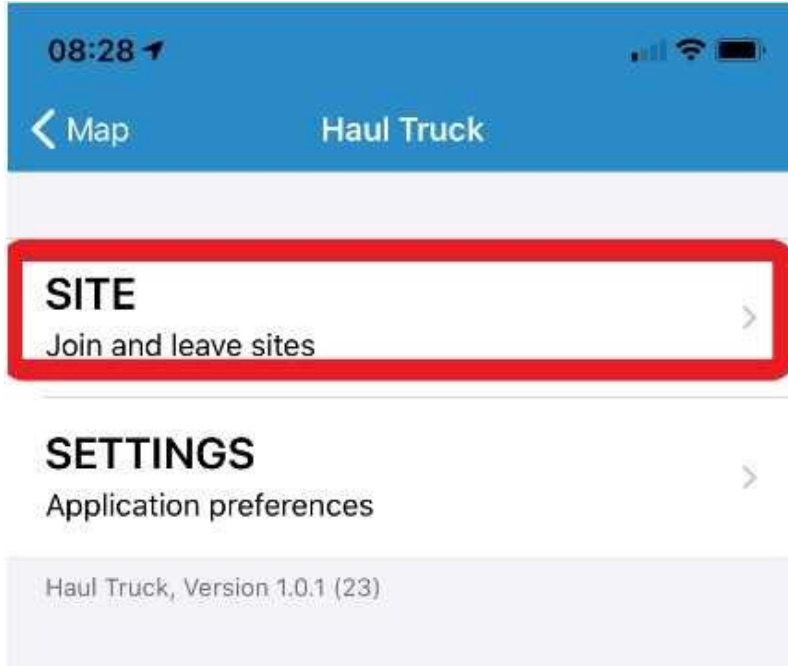 08:28
Map
Haul Truck
SITE
Join and leave sites
SETTINGS
Application preferences
Haul Truck, Version 1.0.1 (23)